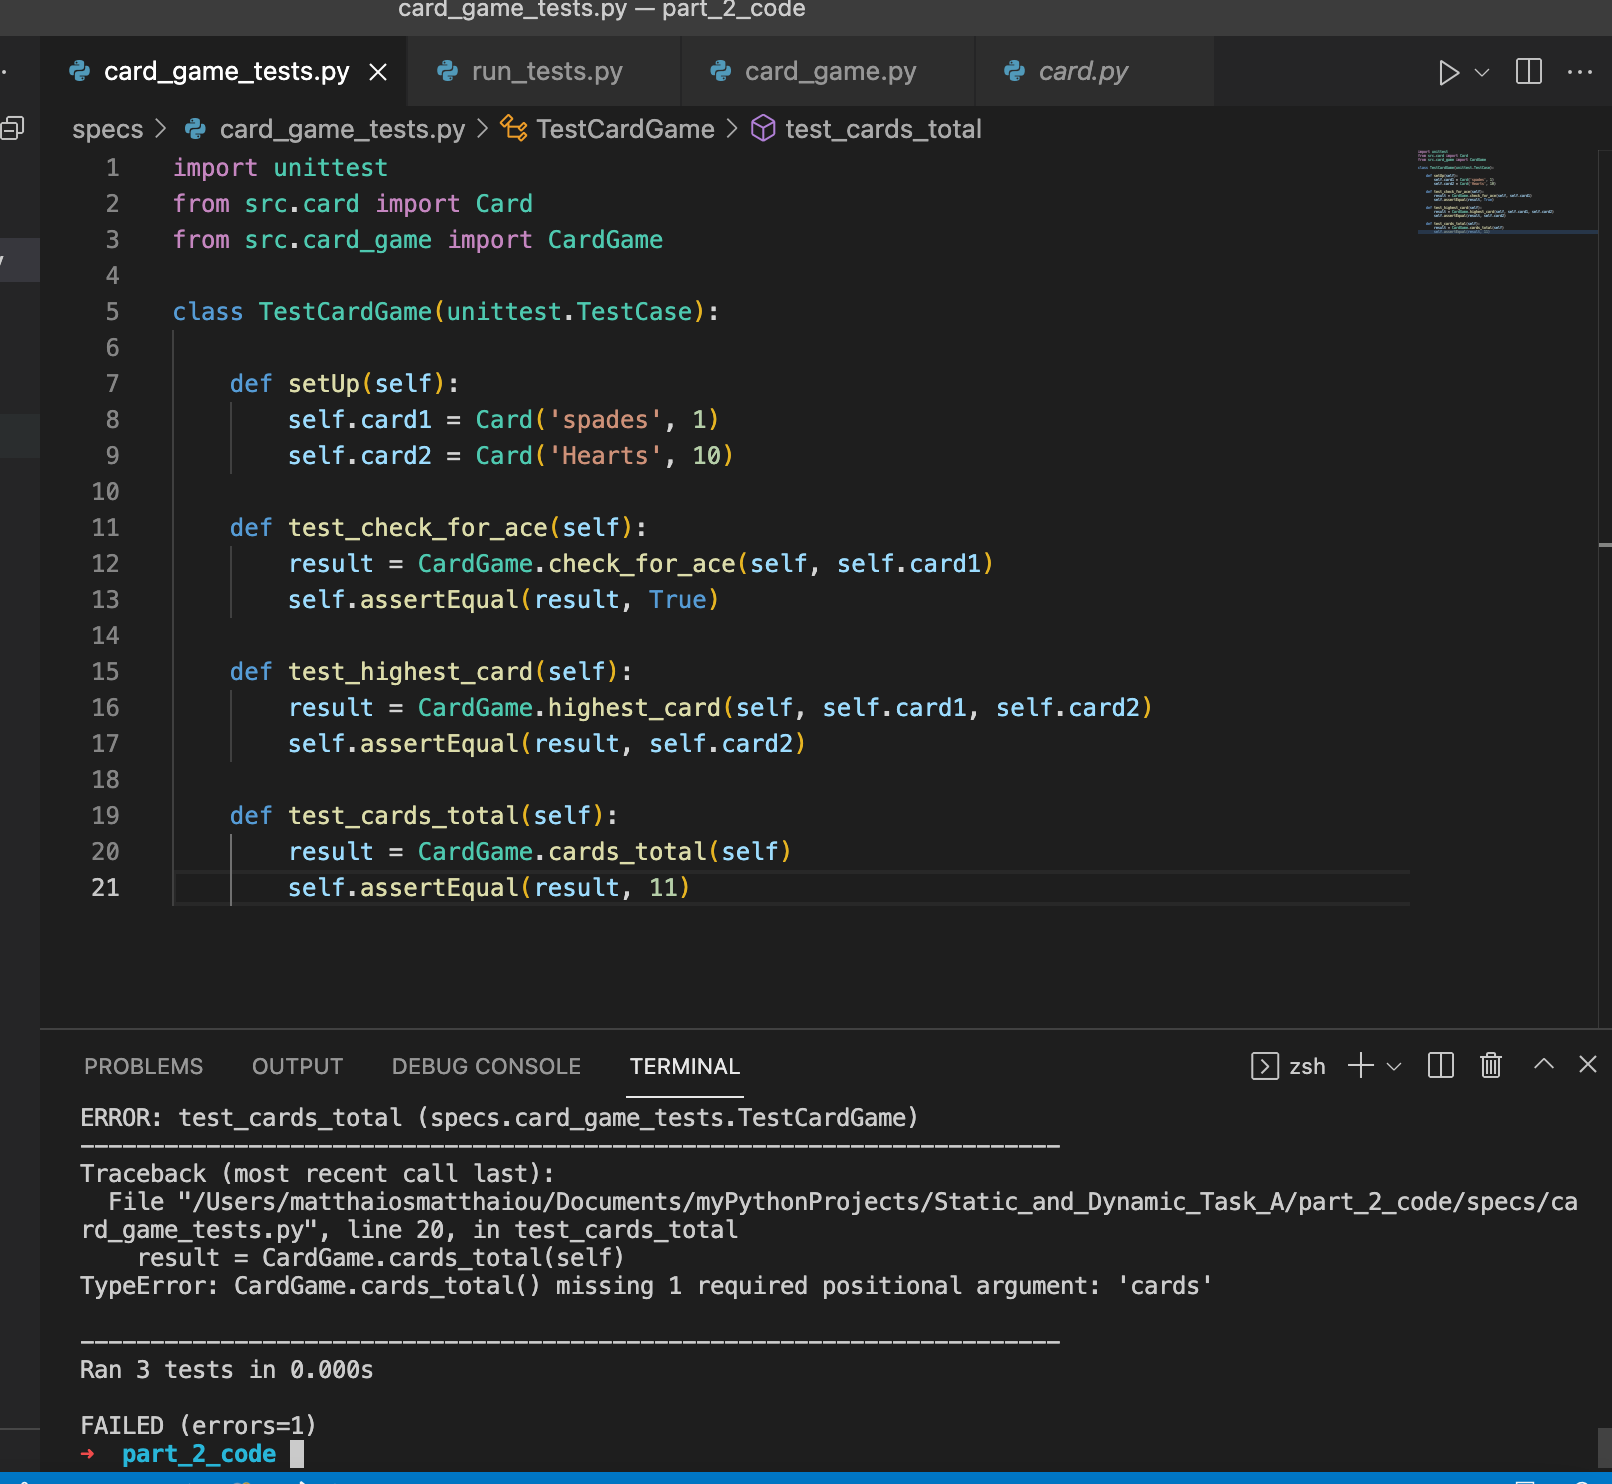 card_game_tests.py — part_2_code
card_game_tests.py
run_tests.py
card_game.py
card.py
specs > card_game_tests.py > TestCardGame > test_cards_total
1 import unittest
2 from src.card import Card
3 from src.card_game import CardGame
4
5 class TestCardGame(unittest.TestCase):
6
7     def setUp(self):
8         self.card1 = Card('spades', 1)
9         self.card2 = Card('Hearts', 10)
10
11     def test_check_for_ace(self):
12         result = CardGame.check_for_ace(self, self.card1)
13         self.assertEqual(result, True)
14
15     def test_highest_card(self):
16         result = CardGame.highest_card(self, self.card1, self.card2)
17         self.assertEqual(result, self.card2)
18
19     def test_cards_total(self):
20         result = CardGame.cards_total(self)
21         self.assertEqual(result, 11)
PROBLEMS OUTPUT DEBUG CONSOLE TERMINAL
zsh
ERROR: test_cards_total (specs.card_game_tests.TestCardGame)
----------------------------------------------------------------------
Traceback (most recent call last):
  File "/Users/matthaiosmatthaiou/Documents/myPythonProjects/Static_and_Dynamic_Task_A/part_2_code/specs/ca
rd_game_tests.py", line 20, in test_cards_total
    result = CardGame.cards_total(self)
TypeError: CardGame.cards_total() missing 1 required positional argument: 'cards'
----------------------------------------------------------------------
Ran 3 tests in 0.000s
FAILED (errors=1)
➜ part_2_code